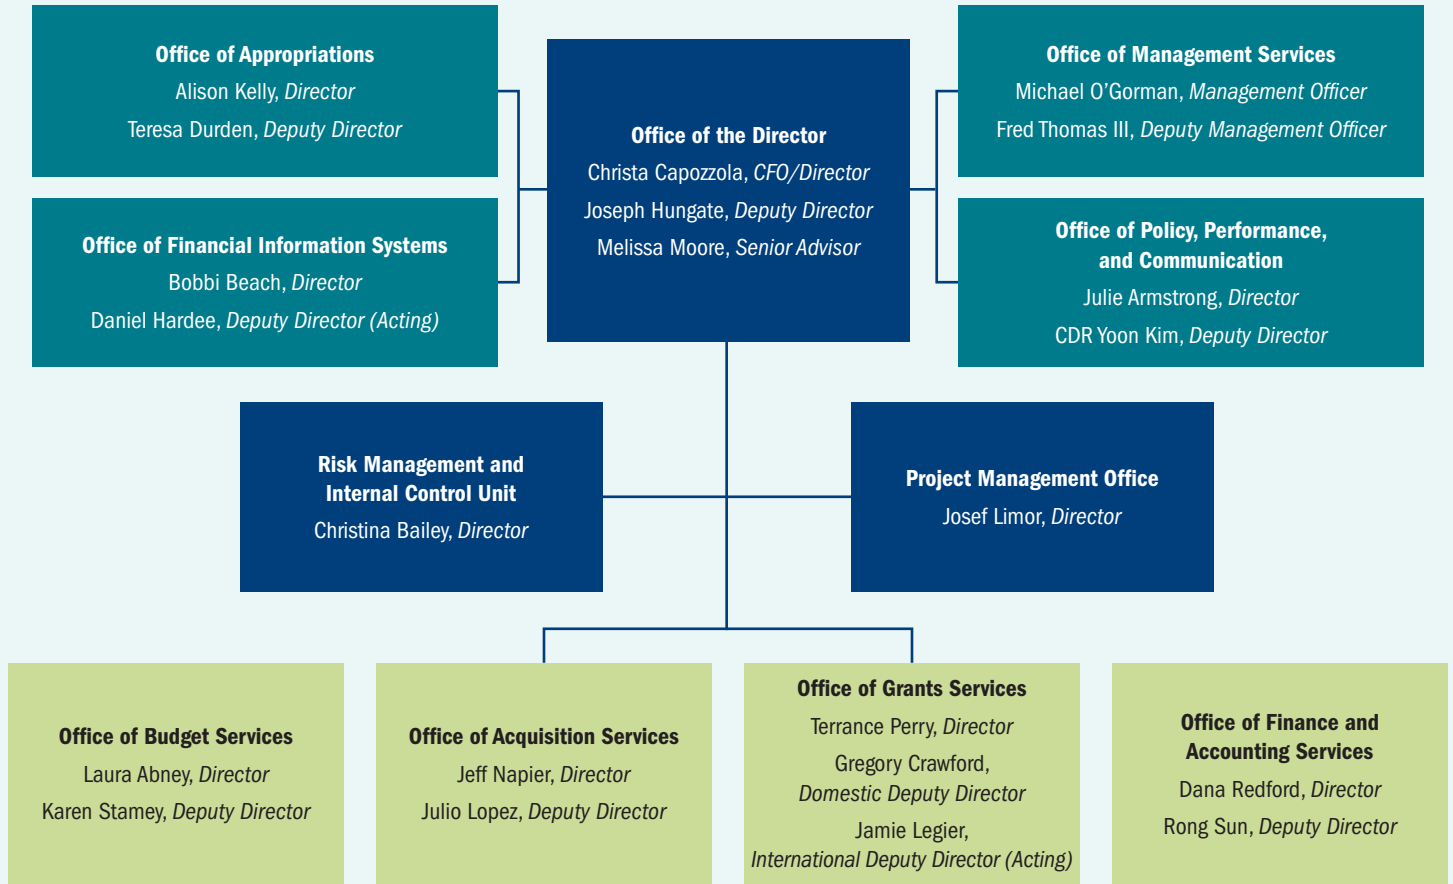 Office of Appropriations
Alison Kelly, Director
Teresa Durden, Deputy Director
Office of Financial Information Systems
Bobbi Beach, Director
Daniel Hardee, Deputy Director (Acting)
Office of the Director
Christa Capozzola, CFO/Director
Joseph Hungate, Deputy Director
Melissa Moore, Senior Advisor
Office of Management Services
Michael O’Gorman, Management Officer
Fred Thomas III, Deputy Management Officer
Office of Policy, Performance,
and Communication
Julie Armstrong, Director
CDR Yoon Kim, Deputy Director
Risk Management and
Internal Control Unit
Christina Bailey, Director
Project Management Office
Josef Limor, Director
Office of Budget Services
Laura Abney, Director
Karen Stamey, Deputy Director
Office of Acquisition Services
Jeff Napier, Director
Julio Lopez, Deputy Director
Office of Grants Services
Terrance Perry, Director
Gregory Crawford,
Domestic Deputy Director
Jamie Legier,
International Deputy Director (Acting)
Office of Finance and
Accounting Services
Dana Redford, Director
Rong Sun, Deputy Director